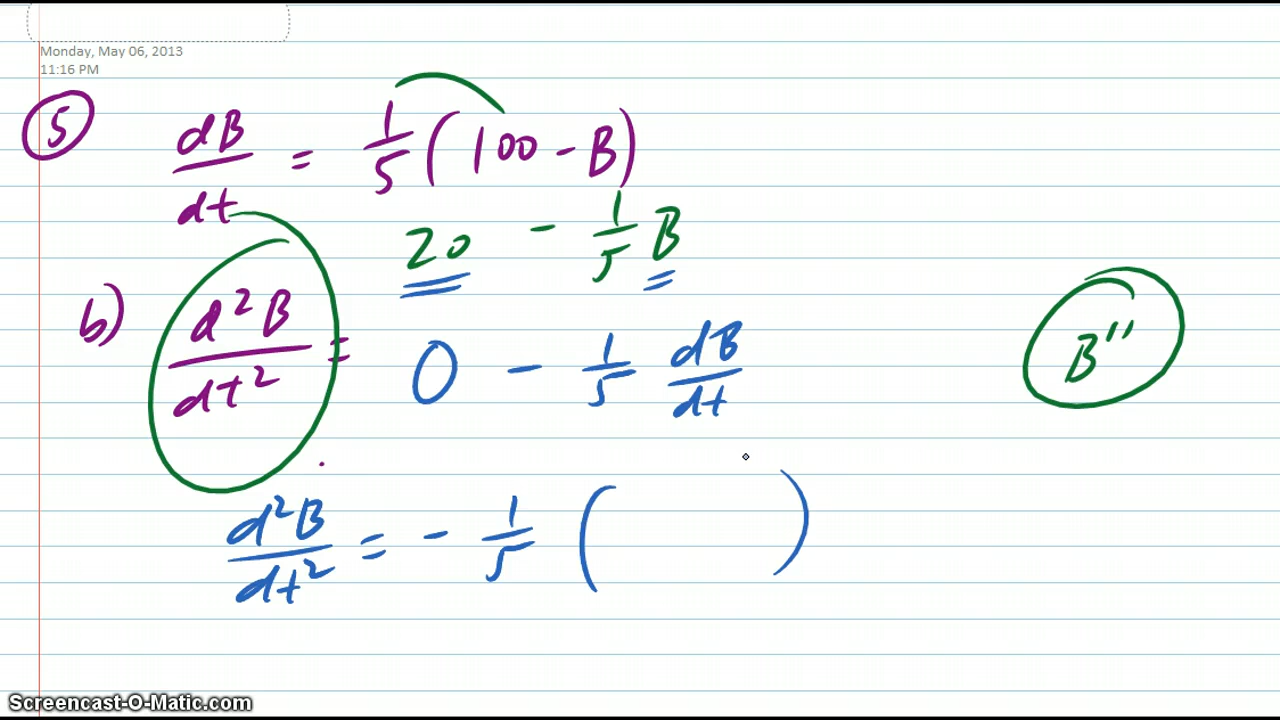 Monday, May 06, 2013
11:16 PM
5 dB/dt = 1/5 (100 - B)
20 - 1/5 B
b) d²B/dt² = 0 - 1/5 dB/dt
B''
d²B/dt² = - 1/5 ( )
Screencast-O-Matic.com